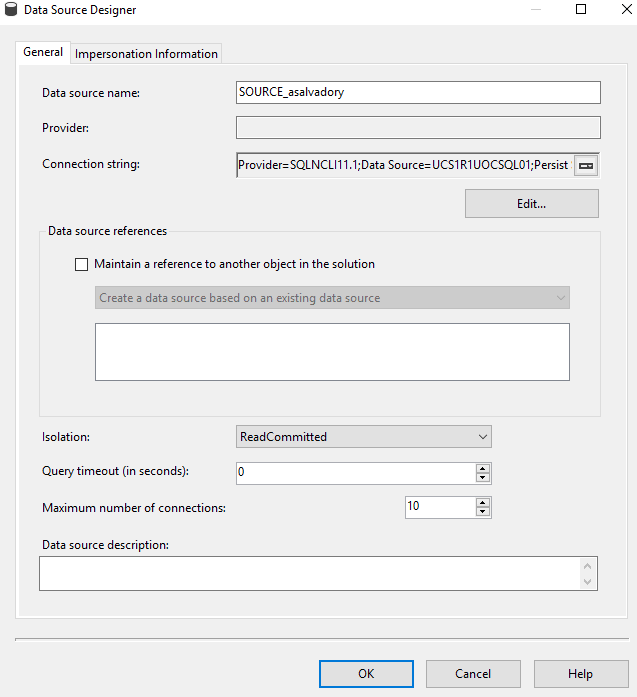 Data Source Designer
General
Impersonation Information
Data source name:
SOURCE_asalvadory
Provider:
Connection string:
Provider=SQLNCLI11.1;Data Source=UCS1R1UOCSQL01;Persist
Edit...
Data source references
Maintain a reference to another object in the solution
Create a data source based on an existing data source
Isolation:
ReadCommitted
Query timeout (in seconds):
0
Maximum number of connections:
10
Data source description:
OK
Cancel
Help